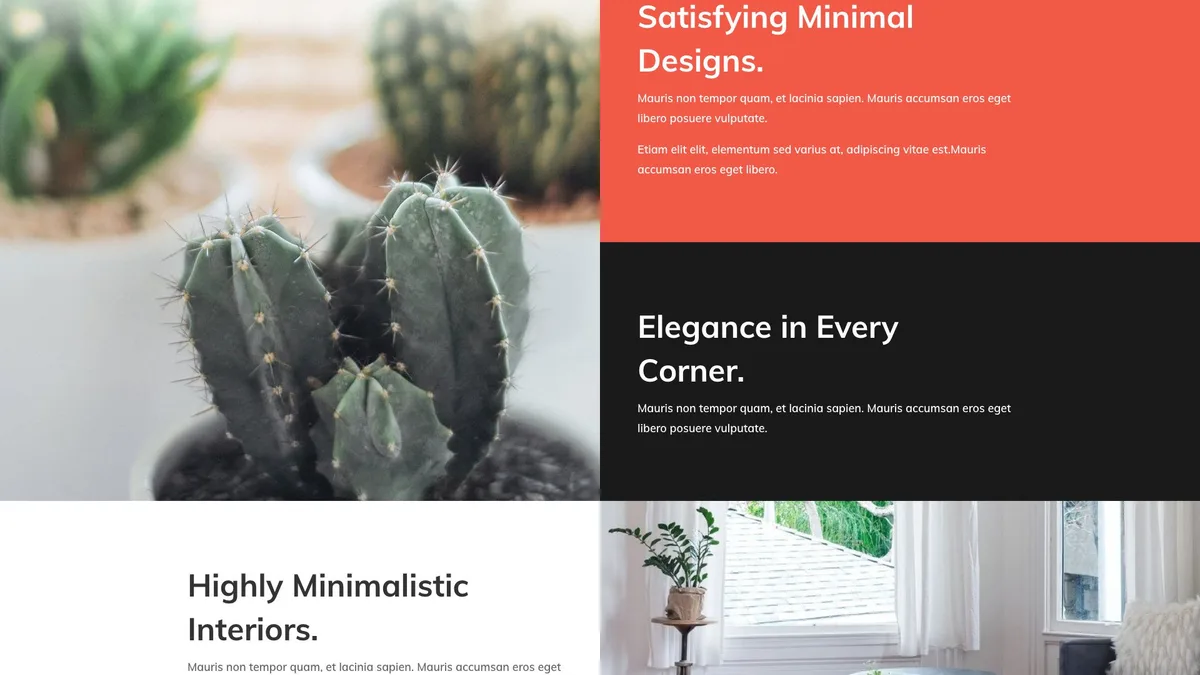 Satisfying Minimal
Designs.
Mauris non tempor quam, et lacinia sapien. Mauris accumsan eros eget
libero posuere vulputate.
Etiam elit elit, elementum sed varius at, adipiscing vitae est.Mauris
accumsan eros eget libero.
Elegance in Every
Corner.
Mauris non tempor quam, et lacinia sapien. Mauris accumsan eros eget
libero posuere vulputate.
Highly Minimalistic
Interiors.
Mauris non tempor quam, et lacinia sapien. Mauris accumsan eros eget